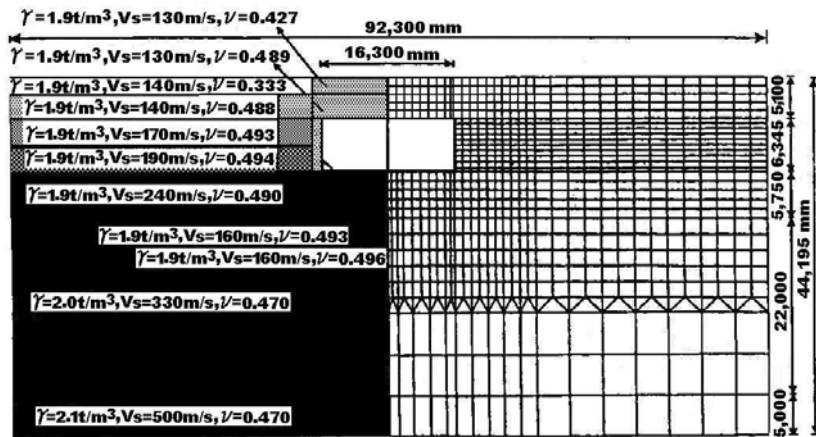 γ=1.9t/m³,Vs=130m/s,ν=0.427
92,300 mm
γ=1.9t/m³,Vs=130m/s,ν=0.489
16,300 mm
γ=1.9t/m³,Vs=140m/s,ν=0.333
γ=1.9t/m³,Vs=140m/s,ν=0.488
γ=1.9t/m³,Vs=170m/s,ν=0.493
γ=1.9t/m³,Vs=190m/s,ν=0.494
γ=1.9t/m³,Vs=240m/s,ν=0.490
γ=1.9t/m³,Vs=160m/s,ν=0.493
γ=1.9t/m³,Vs=160m/s,ν=0.496
γ=2.0t/m³,Vs=330m/s,ν=0.470
γ=2.1t/m³,Vs=500m/s,ν=0.470
5,100
6,345
5,750
22,000
5,000
44,195 mm